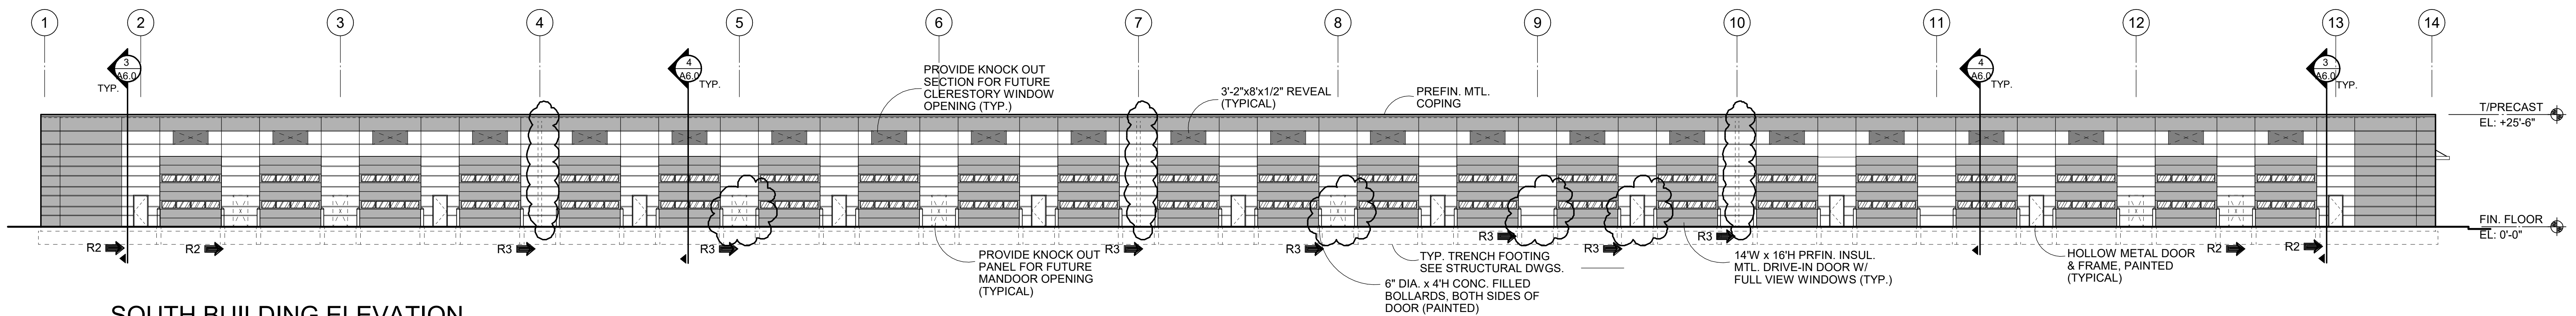 1 2 3 4 5 6 7 8 9 10 11 12 13 14
3
A6.0
TYP.
4
A6.0
TYP.
4
A6.0
TYP.
3
A6.0
TYP.
PROVIDE KNOCK OUT
SECTION FOR FUTURE
CLERESTORY WINDOW
OPENING (TYP.)
3'-2"x8'x1/2" REVEAL
(TYPICAL)
PREFIN. MTL.
COPING
T/PRECAST
EL: +25'-6"
FIN. FLOOR
EL: 0'-0"
R2
R2
R3
R3
R3
R3
R3
R3
R3
R2
R2
PROVIDE KNOCK OUT
PANEL FOR FUTURE
MANDOOR OPENING
(TYPICAL)
TYP. TRENCH FOOTING
SEE STRUCTURAL DWGS.
6" DIA. x 4'H CONC. FILLED
BOLLARDS, BOTH SIDES OF
DOOR (PAINTED)
14'W x 16'H PRFIN. INSUL.
MTL. DRIVE-IN DOOR W/
FULL VIEW WINDOWS (TYP.)
HOLLOW METAL DOOR
& FRAME, PAINTED
(TYPICAL)
SOUTH BUILDING ELEVATION